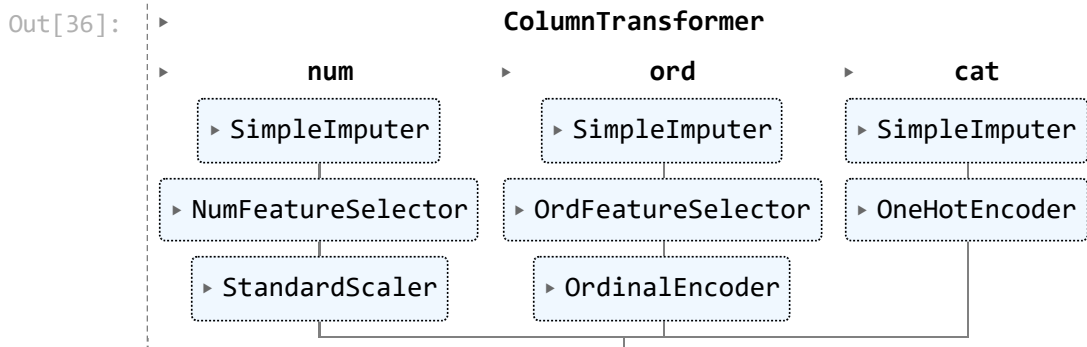 Out[36]: ▸ ColumnTransformer
▸ num ▸ ord ▸ cat
▸ SimpleImputer ▸ SimpleImputer ▸ SimpleImputer
▸ NumFeatureSelector ▸ OrdFeatureSelector ▸ OneHotEncoder
▸ StandardScaler ▸ OrdinalEncoder